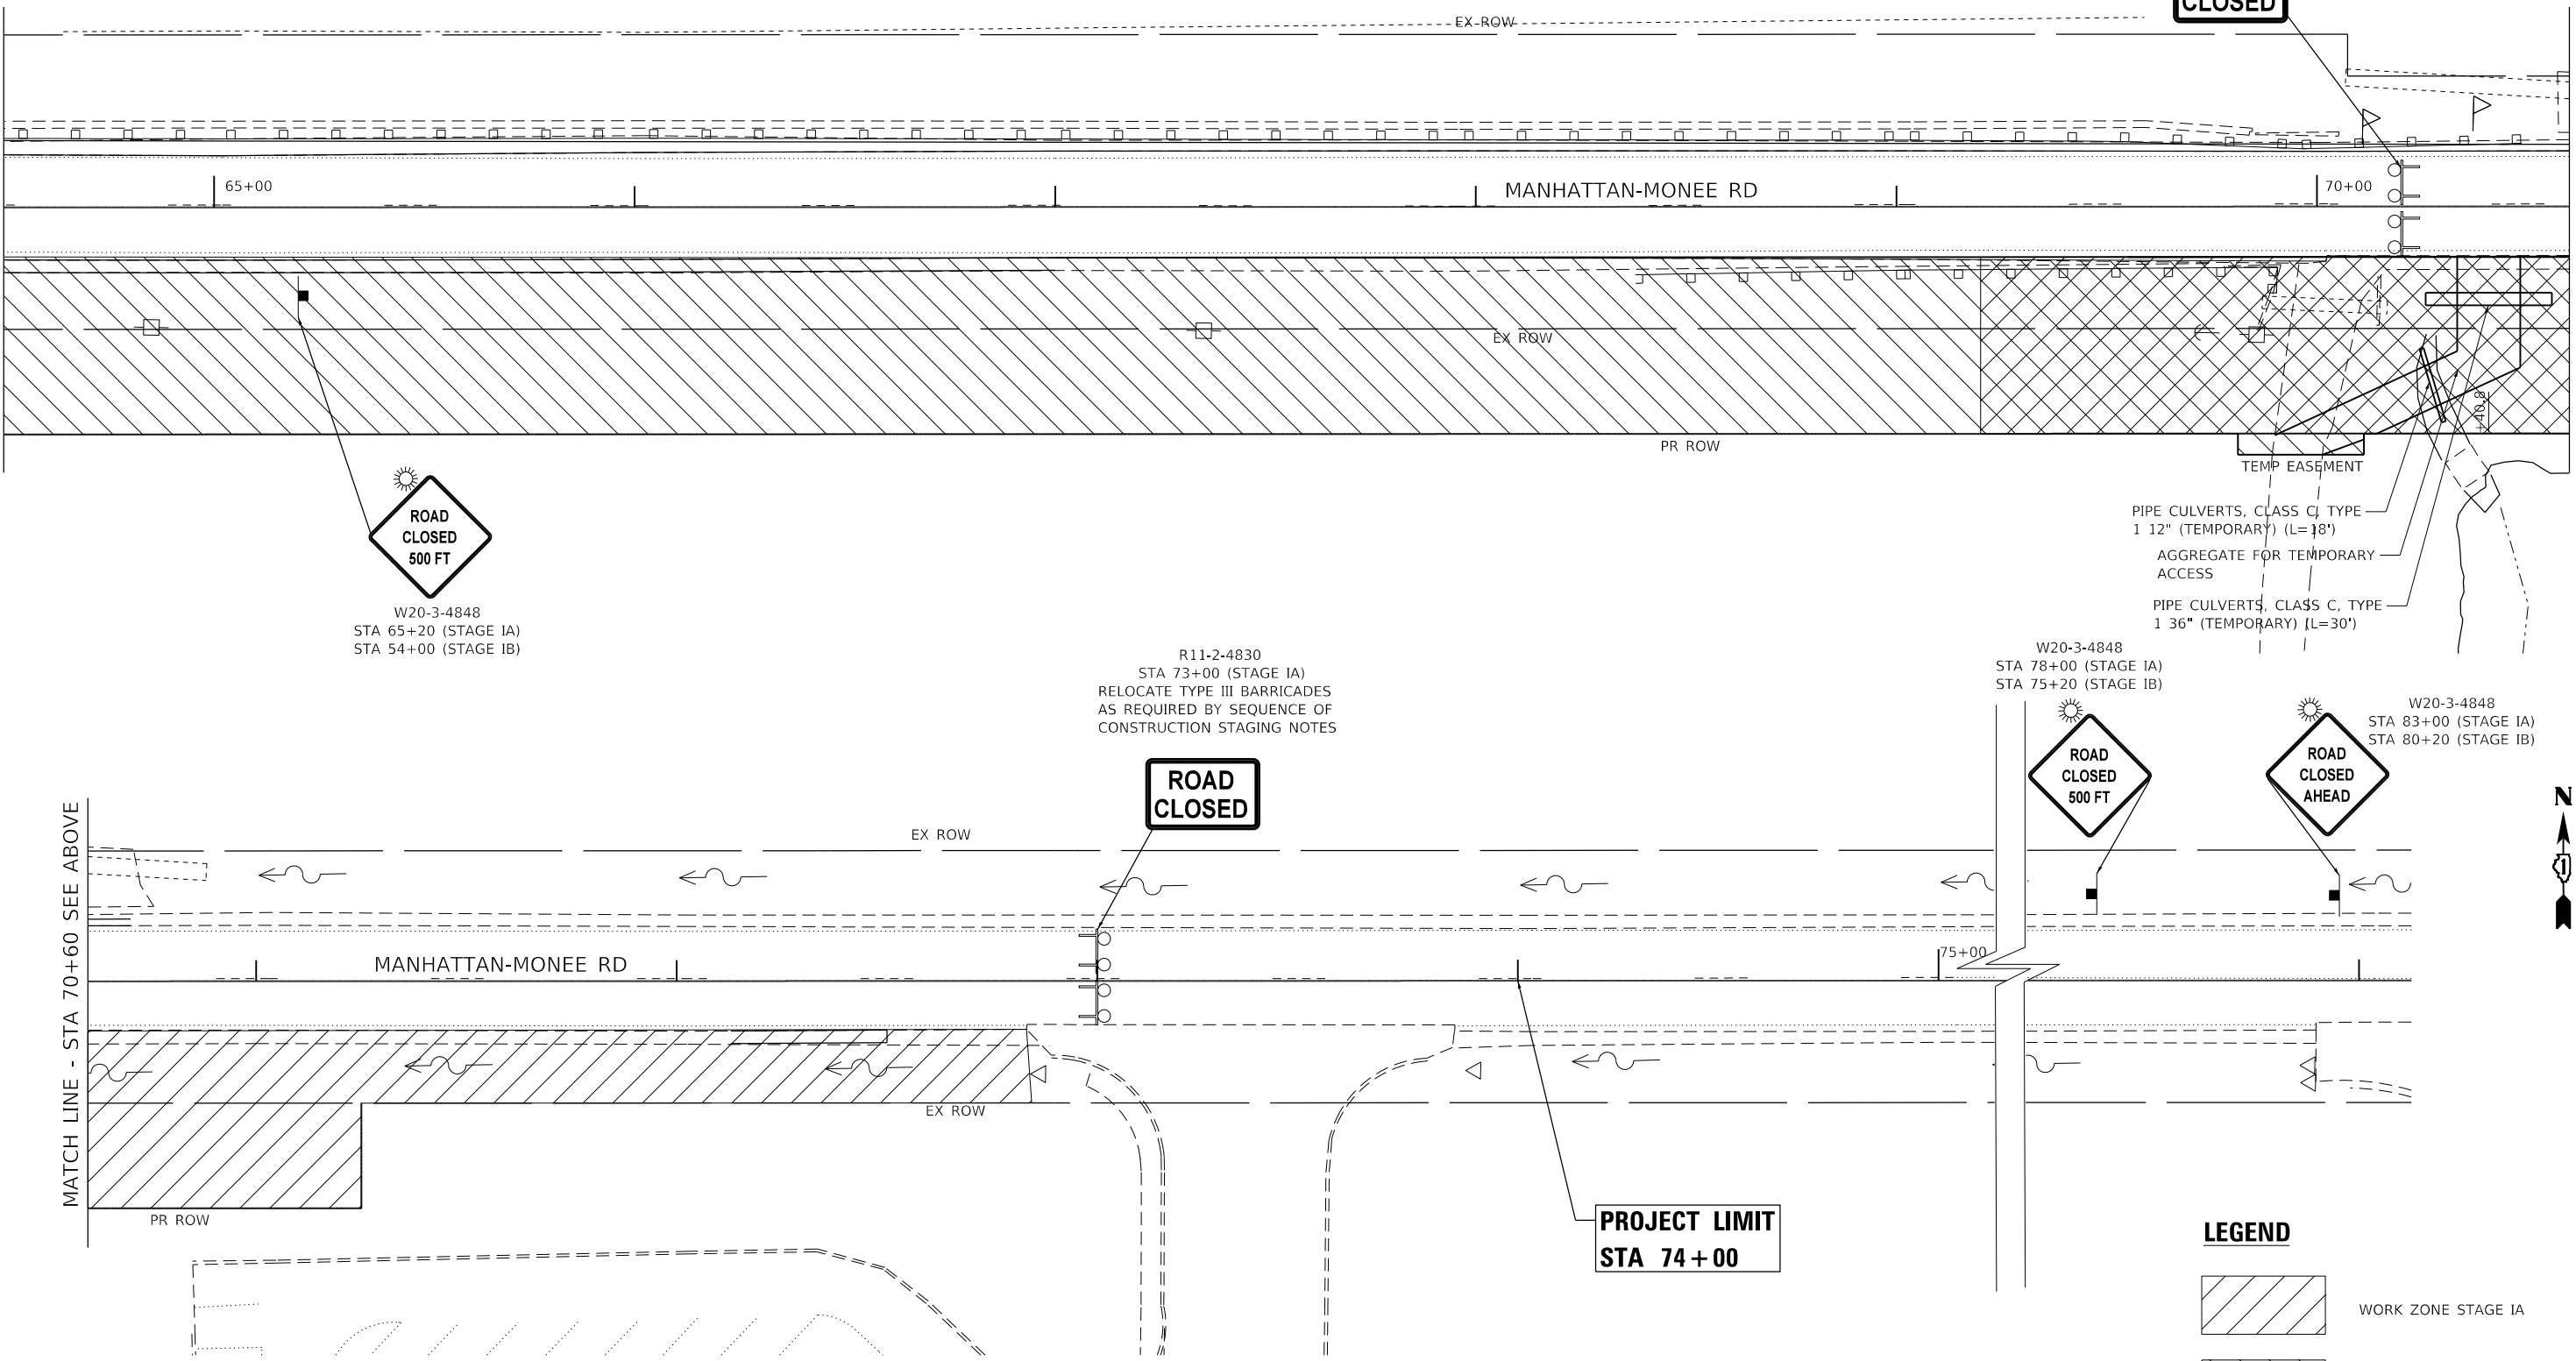 CLOSED
EX ROW
65+00
MANHATTAN-MONEE RD
70+00
EX ROW
+40.8
PR ROW
TEMP EASEMENT
ROAD
CLOSED
500 FT
W20-3-4848
STA 65+20 (STAGE IA)
STA 54+00 (STAGE IB)
PIPE CULVERTS, CLASS C, TYPE
1 12" (TEMPORARY) (L=18')
AGGREGATE FOR TEMPORARY
ACCESS
PIPE CULVERTS, CLASS C, TYPE
1 36" (TEMPORARY) (L=30')
R11-2-4830
STA 73+00 (STAGE IA)
RELOCATE TYPE III BARRICADES
AS REQUIRED BY SEQUENCE OF
CONSTRUCTION STAGING NOTES
ROAD
CLOSED
W20-3-4848
STA 78+00 (STAGE IA)
STA 75+20 (STAGE IB)
ROAD
CLOSED
500 FT
W20-3-4848
STA 83+00 (STAGE IA)
STA 80+20 (STAGE IB)
ROAD
CLOSED
AHEAD
N
1
MATCH LINE - STA 70+60 SEE ABOVE
EX ROW
MANHATTAN-MONEE RD
75+00
EX ROW
PR ROW
PROJECT LIMIT
STA 74+00
LEGEND
WORK ZONE STAGE IA